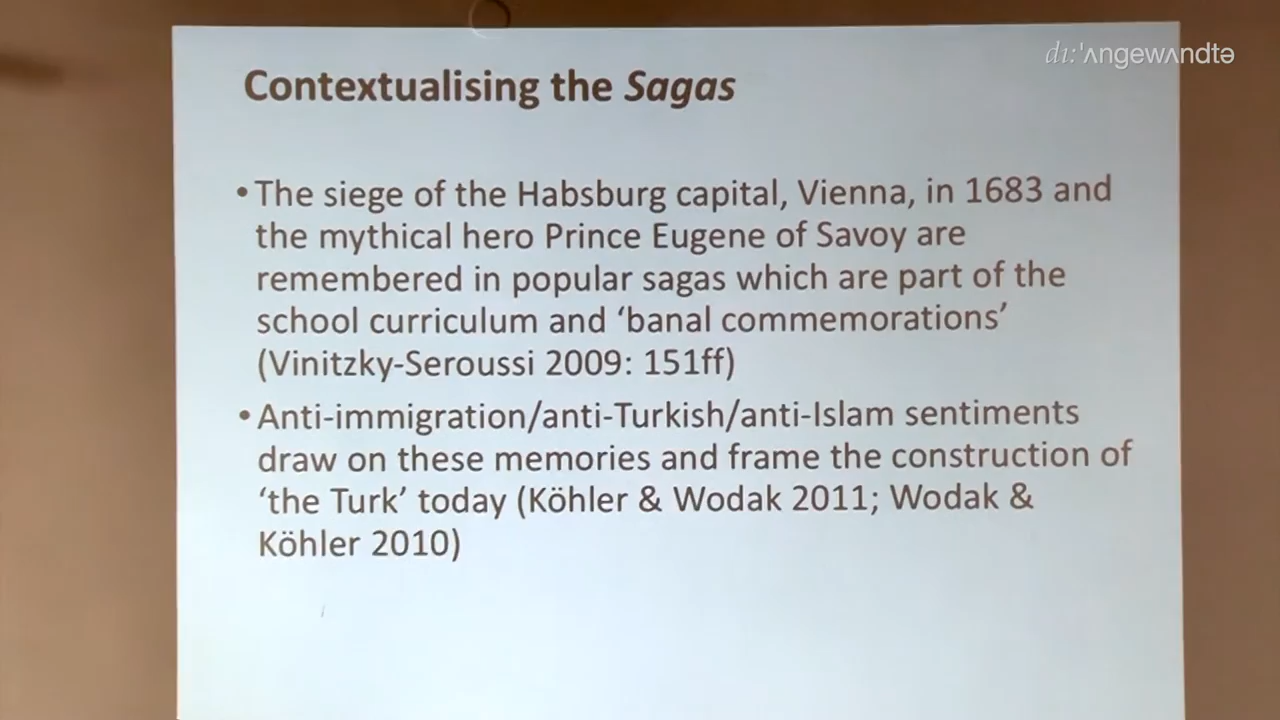 dı:ˈʌngewʌndtə
Contextualising the Sagas
• The siege of the Habsburg capital, Vienna, in 1683 and
the mythical hero Prince Eugene of Savoy are
remembered in popular sagas which are part of the
school curriculum and ‘banal commemorations’
(Vinitzky-Seroussi 2009: 151ff)
• Anti-immigration/anti-Turkish/anti-Islam sentiments
draw on these memories and frame the construction of
‘the Turk’ today (Köhler & Wodak 2011; Wodak &
Köhler 2010)